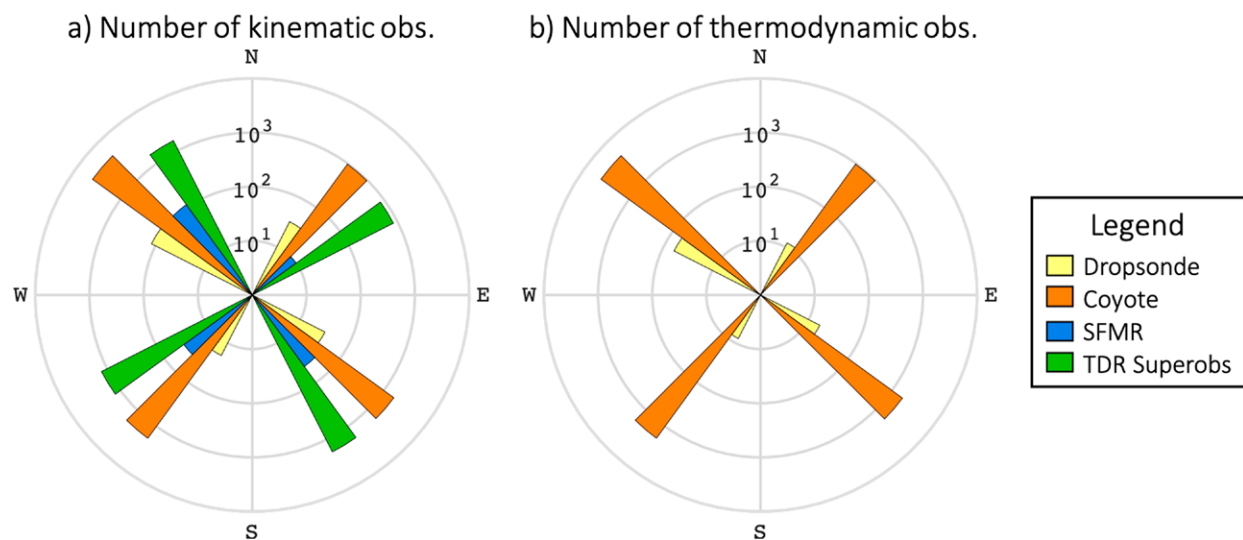 a) Number of kinematic obs.
N
10³
10²
10¹
W
E
S
b) Number of thermodynamic obs.
N
10³
10²
10¹
W
E
S
Legend
Dropsonde
Coyote
SFMR
TDR Superobs